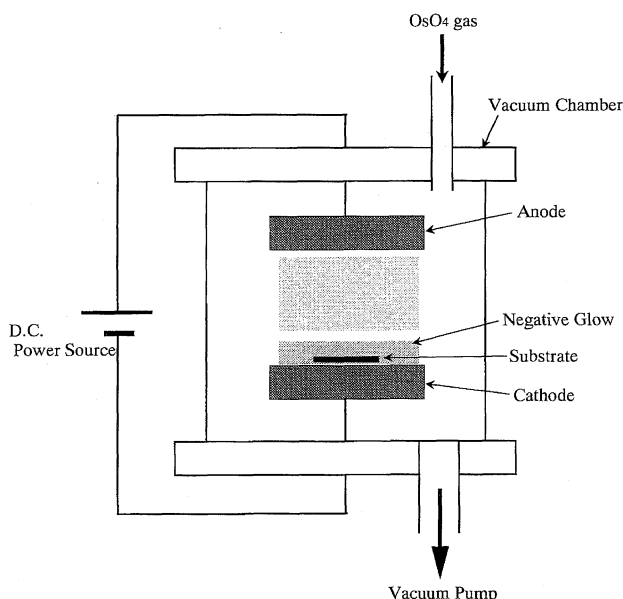 OsO4 gas
Vacuum Chamber
Anode
Negative Glow
Substrate
Cathode
D.C.
Power Source
Vacuum Pump